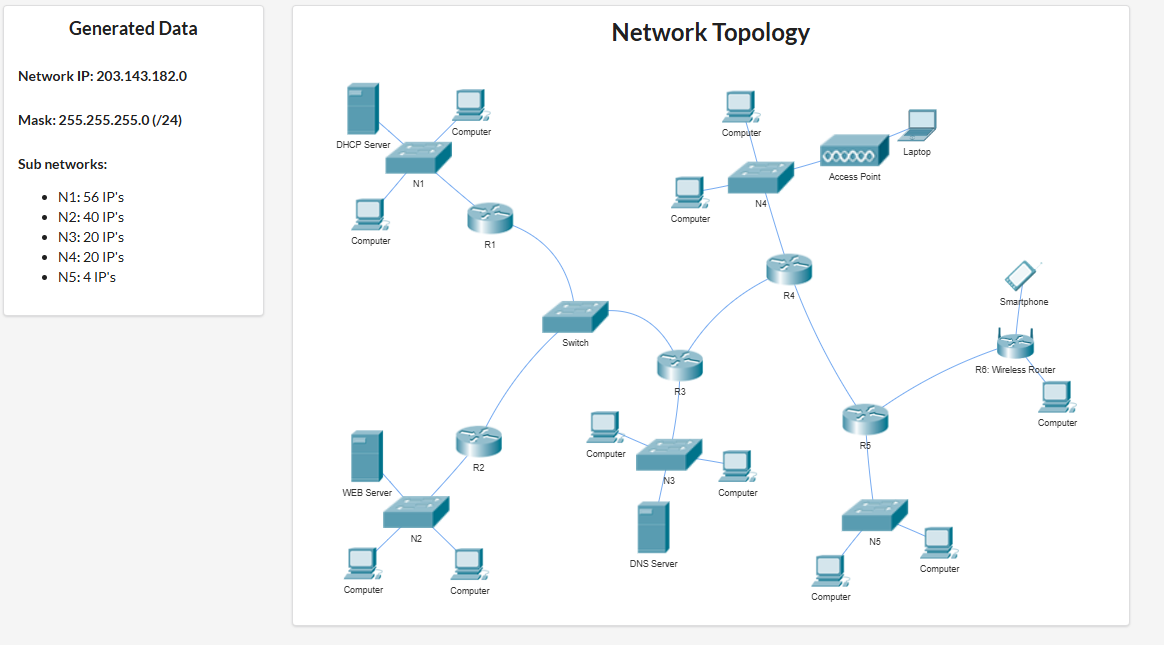 Generated Data
Network IP: 203.143.182.0
Mask: 255.255.255.0 (/24)
Sub networks:
N1: 56 IP's
N2: 40 IP's
N3: 20 IP's
N4: 20 IP's
N5: 4 IP's
Network Topology
DHCP Server
Computer
N1
Computer
R1
Computer
Laptop
Access Point
N4
Computer
R4
Smartphone
Switch
R3
R6: Wireless Router
Computer
R5
Computer
R2
N3
Computer
WEB Server
N2
DNS Server
N5
Computer
Computer
Computer
Computer